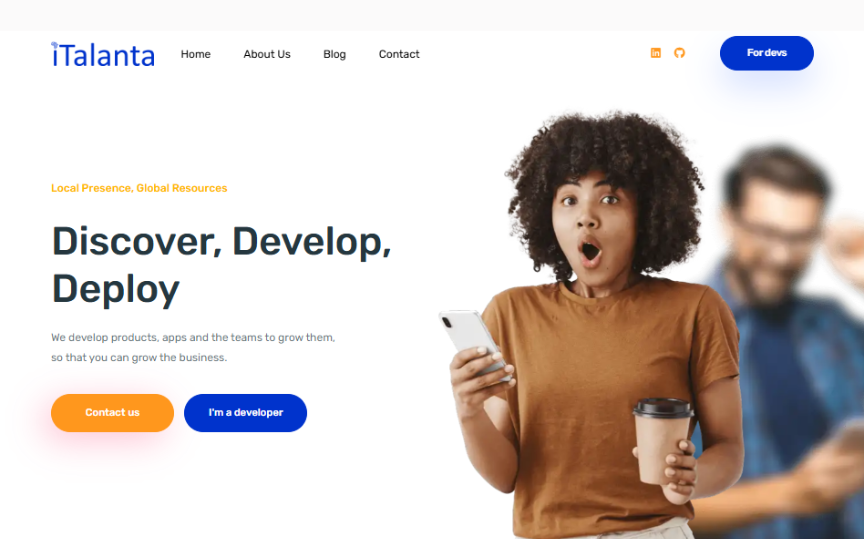 iTalanta
Home About Us Blog Contact
For devs
Local Presence, Global Resources
Discover, Develop,
Deploy
We develop products, apps and the teams to grow them,
so that you can grow the business.
Contact us I'm a developer